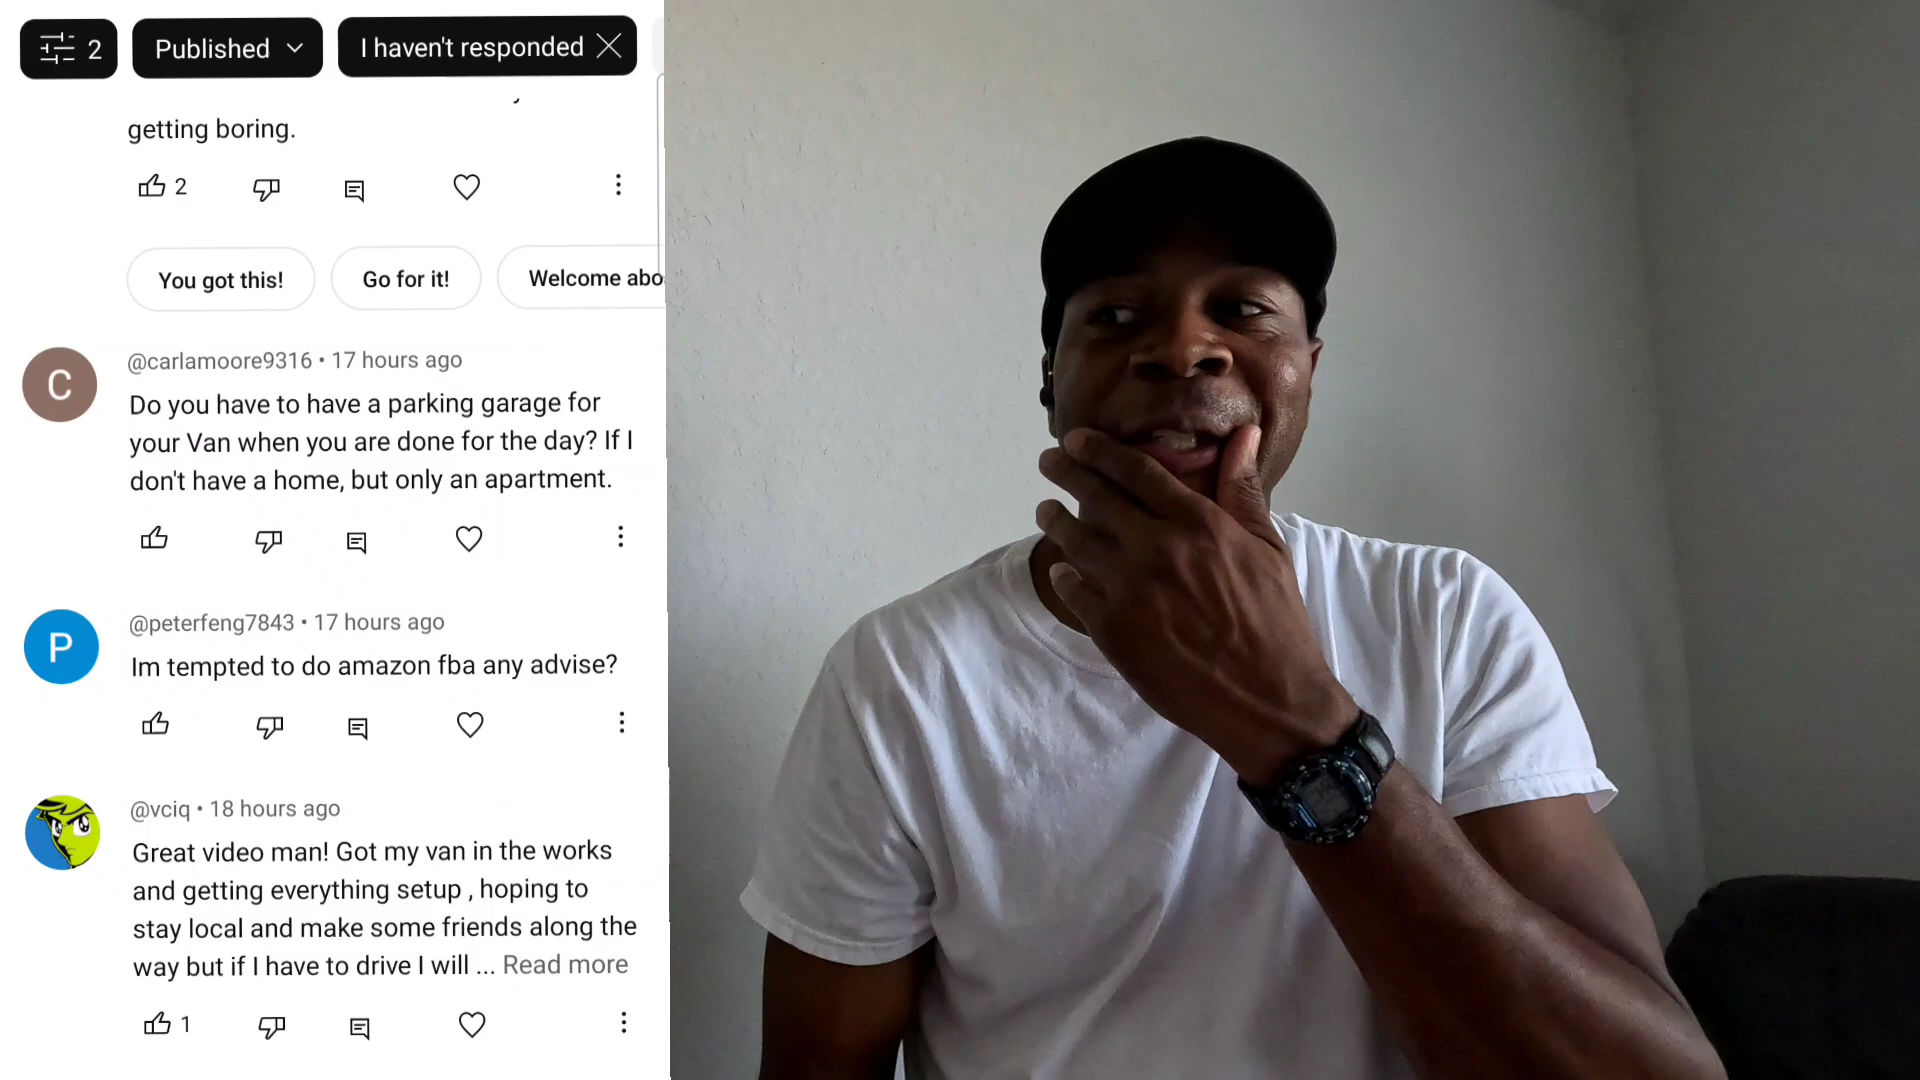 2
Published
I haven't responded
getting boring.
2
You got this!
Go for it!
Welcome abo
C
@carlamoore9316 • 17 hours ago
Do you have to have a parking garage for
your Van when you are done for the day? If I
don't have a home, but only an apartment.
P
@peterfeng7843 • 17 hours ago
Im tempted to do amazon fba any advise?
@vciq • 18 hours ago
Great video man! Got my van in the works
and getting everything setup , hoping to
stay local and make some friends along the
way but if I have to drive I will ... Read more
1